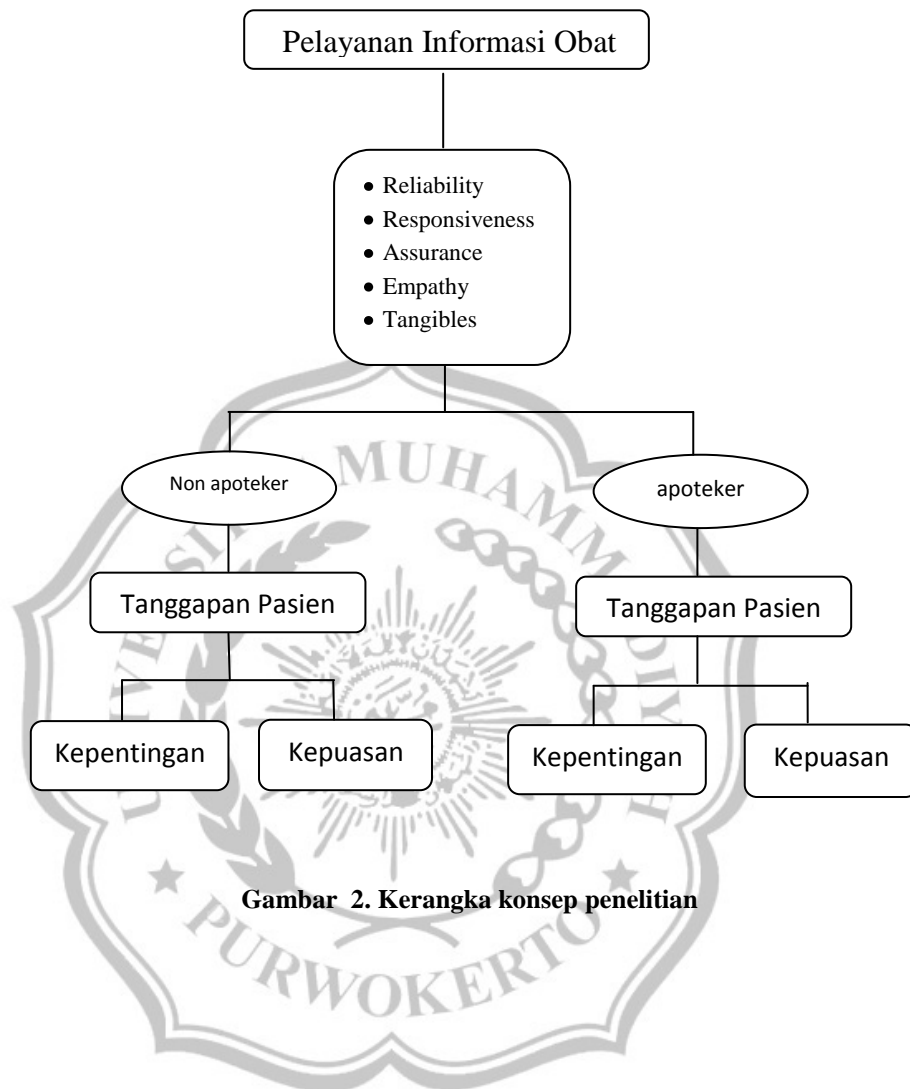 Pelayanan Informasi Obat
• Reliability
• Responsiveness
• Assurance
• Empathy
• Tangibles
Non apoteker
apoteker
Tanggapan Pasien
Tanggapan Pasien
Kepentingan
Kepuasan
Kepentingan
Kepuasan
Gambar 2. Kerangka konsep penelitian
MUHAMMADIYAH
PURWOKERTO